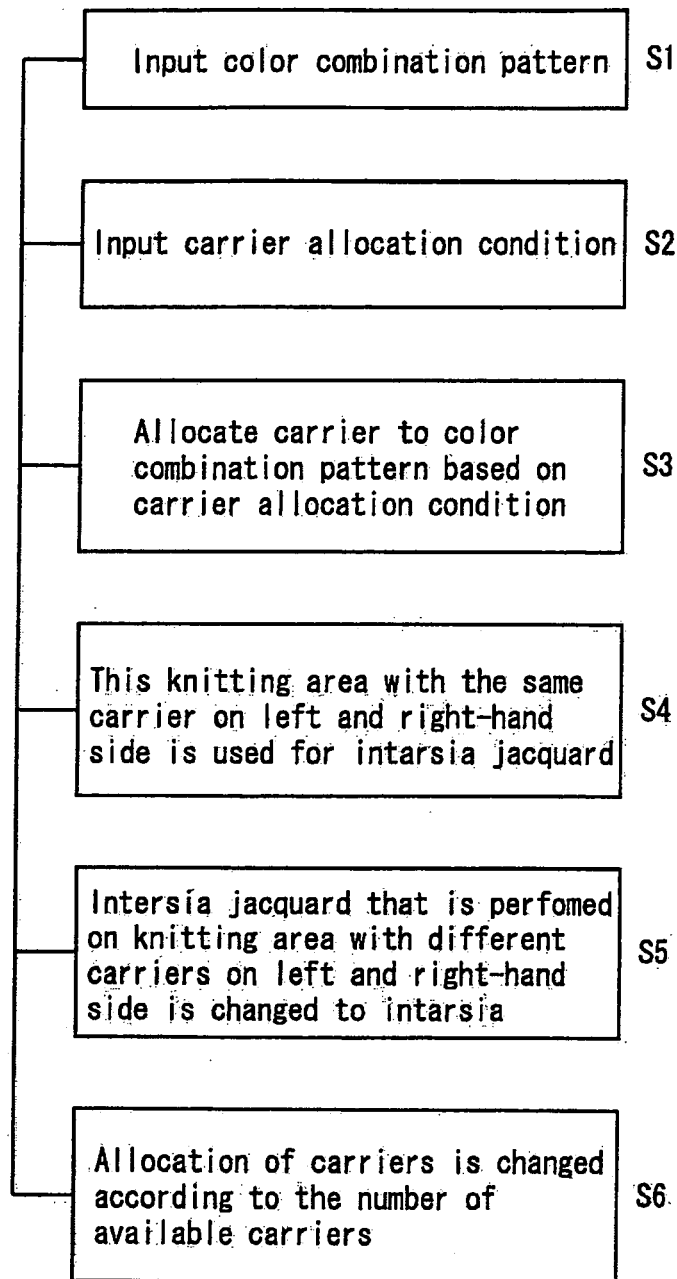 Input color combination pattern S1
Input carrier allocation condition S2
Allocate carrier to color
combination pattern based on
carrier allocation condition
S3
This knitting area with the same
carrier on left and right-hand
side is used for intarsia jacquard
S4
Intersia jacquard that is perfomed
on knitting area with different
carriers on left and right-hand
side is changed to intarsia
S5
Allocation of carriers is changed
according to the number of
available carriers
S6